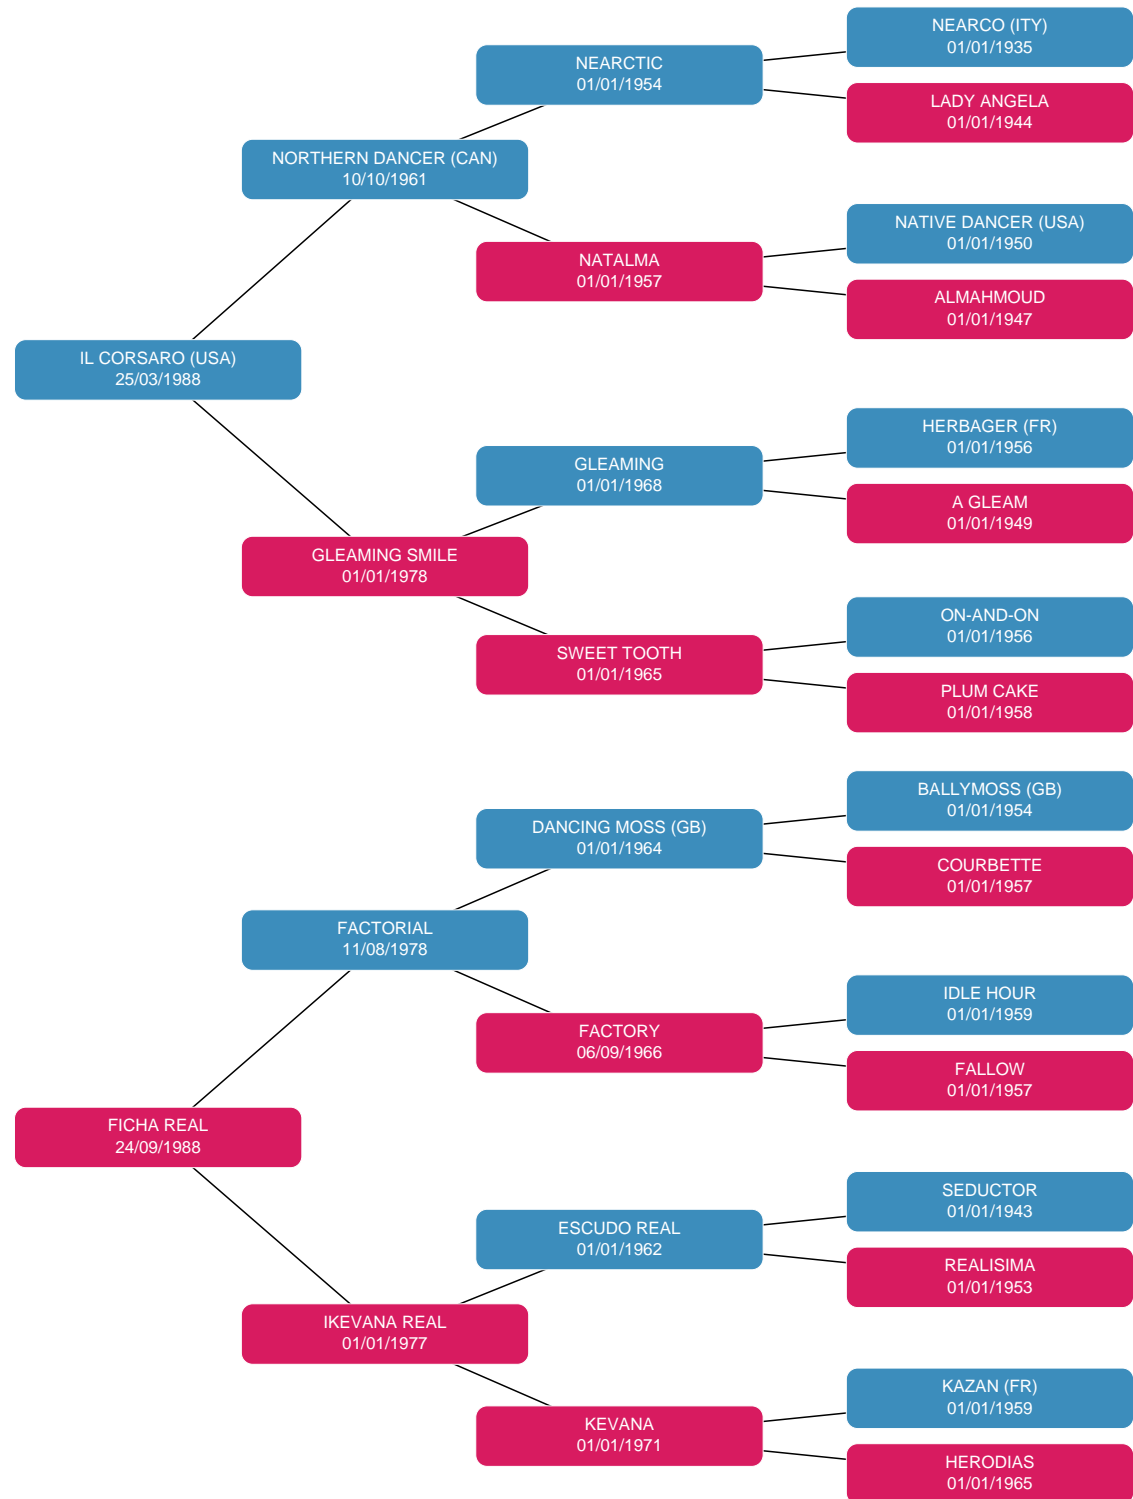 NEARCO (ITY)
01/01/1935
NEARCTIC
01/01/1954
LADY ANGELA
01/01/1944
NORTHERN DANCER (CAN)
10/10/1961
NATIVE DANCER (USA)
01/01/1950
NATALMA
01/01/1957
ALMAHMOUD
01/01/1947
IL CORSARO (USA)
25/03/1988
HERBAGER (FR)
01/01/1956
GLEAMING
01/01/1968
A GLEAM
01/01/1949
GLEAMING SMILE
01/01/1978
ON-AND-ON
01/01/1956
SWEET TOOTH
01/01/1965
PLUM CAKE
01/01/1958
BALLYMOSS (GB)
01/01/1954
DANCING MOSS (GB)
01/01/1964
COURBETTE
01/01/1957
FACTORIAL
11/08/1978
IDLE HOUR
01/01/1959
FACTORY
06/09/1966
FALLOW
01/01/1957
FICHA REAL
24/09/1988
SEDUCTOR
01/01/1943
ESCUDO REAL
01/01/1962
REALISIMA
01/01/1953
IKEVANA REAL
01/01/1977
KAZAN (FR)
01/01/1959
KEVANA
01/01/1971
HERODIAS
01/01/1965